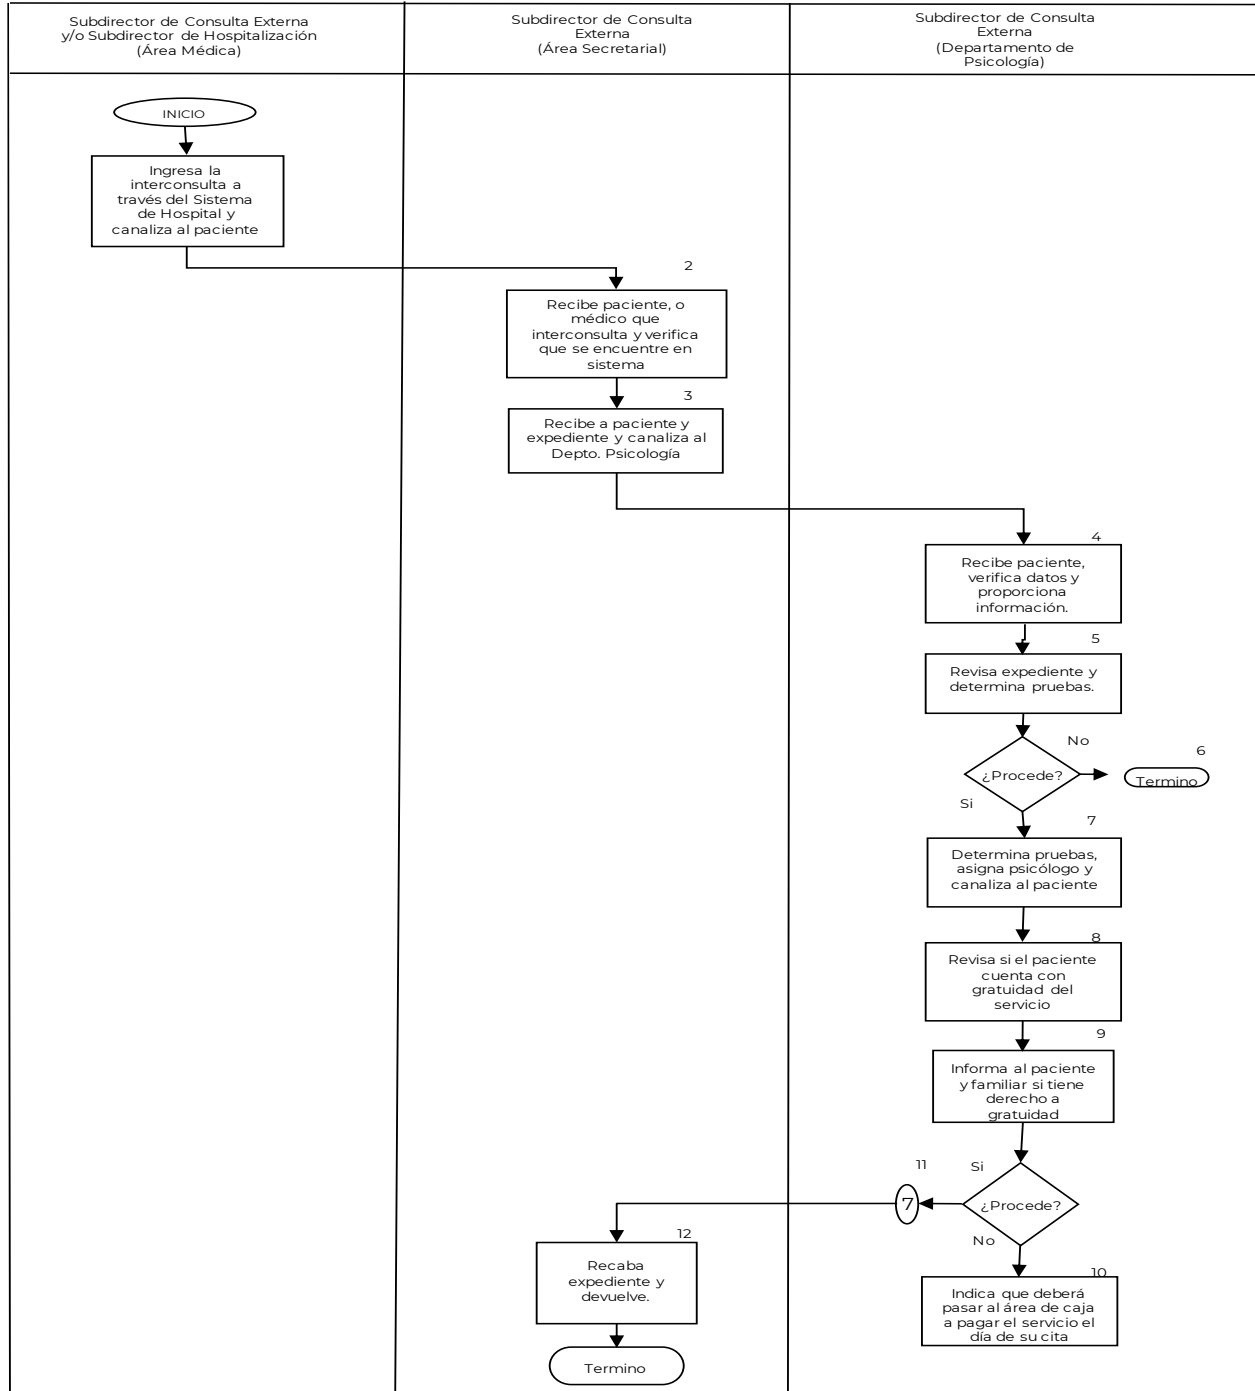 Subdirector de Consulta Externa
y/o Subdirector de Hospitalización
(Área Médica)
Subdirector de Consulta
Externa
(Área Secretarial)
Subdirector de Consulta
Externa
(Departamento de
Psicología)
INICIO
Ingresa la
interconsulta a
través del Sistema
de Hospital y
canaliza al paciente
2
Recibe paciente, o
médico que
interconsulta y verifica
que se encuentre en
sistema
3
Recibe a paciente y
expediente y canaliza al
Depto. Psicología
4
Recibe paciente,
verifica datos y
proporciona
información.
5
Revisa expediente y
determina pruebas.
No
6
¿Procede?
Termino
Si
7
Determina pruebas,
asigna psicólogo y
canaliza al paciente
8
Revisa si el paciente
cuenta con
gratuidad del
servicio
9
Informa al paciente
y familiar si tiene
derecho a
gratuidad
11
Si
7
¿Procede?
No
12
Recaba
expediente y
devuelve.
Termino
10
Indica que deberá
pasar al área de caja
a pagar el servicio el
día de su cita